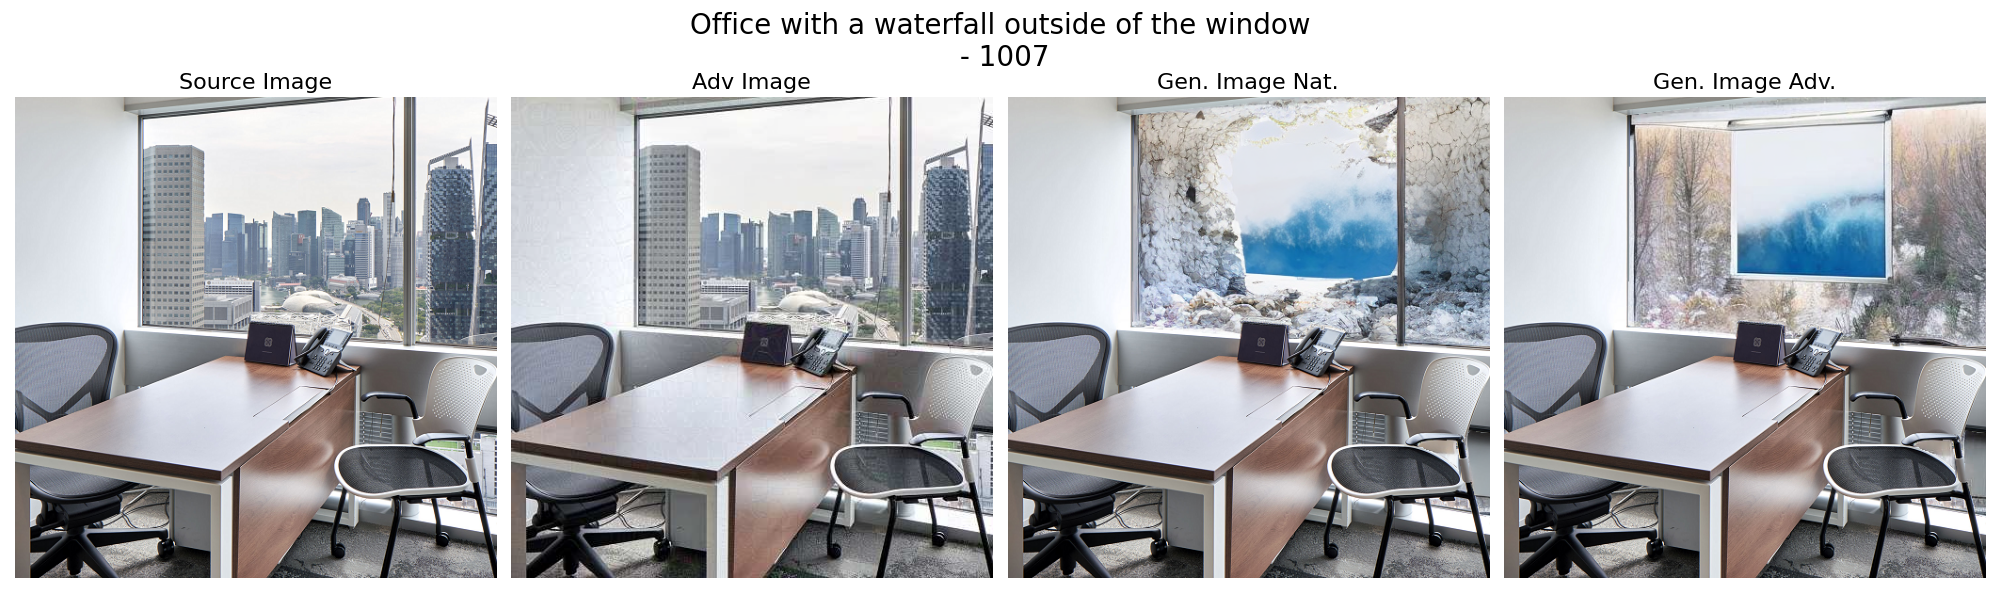 Office with a waterfall outside of the window
- 1007
Source Image
Adv Image
Gen. Image Nat.
Gen. Image Adv.